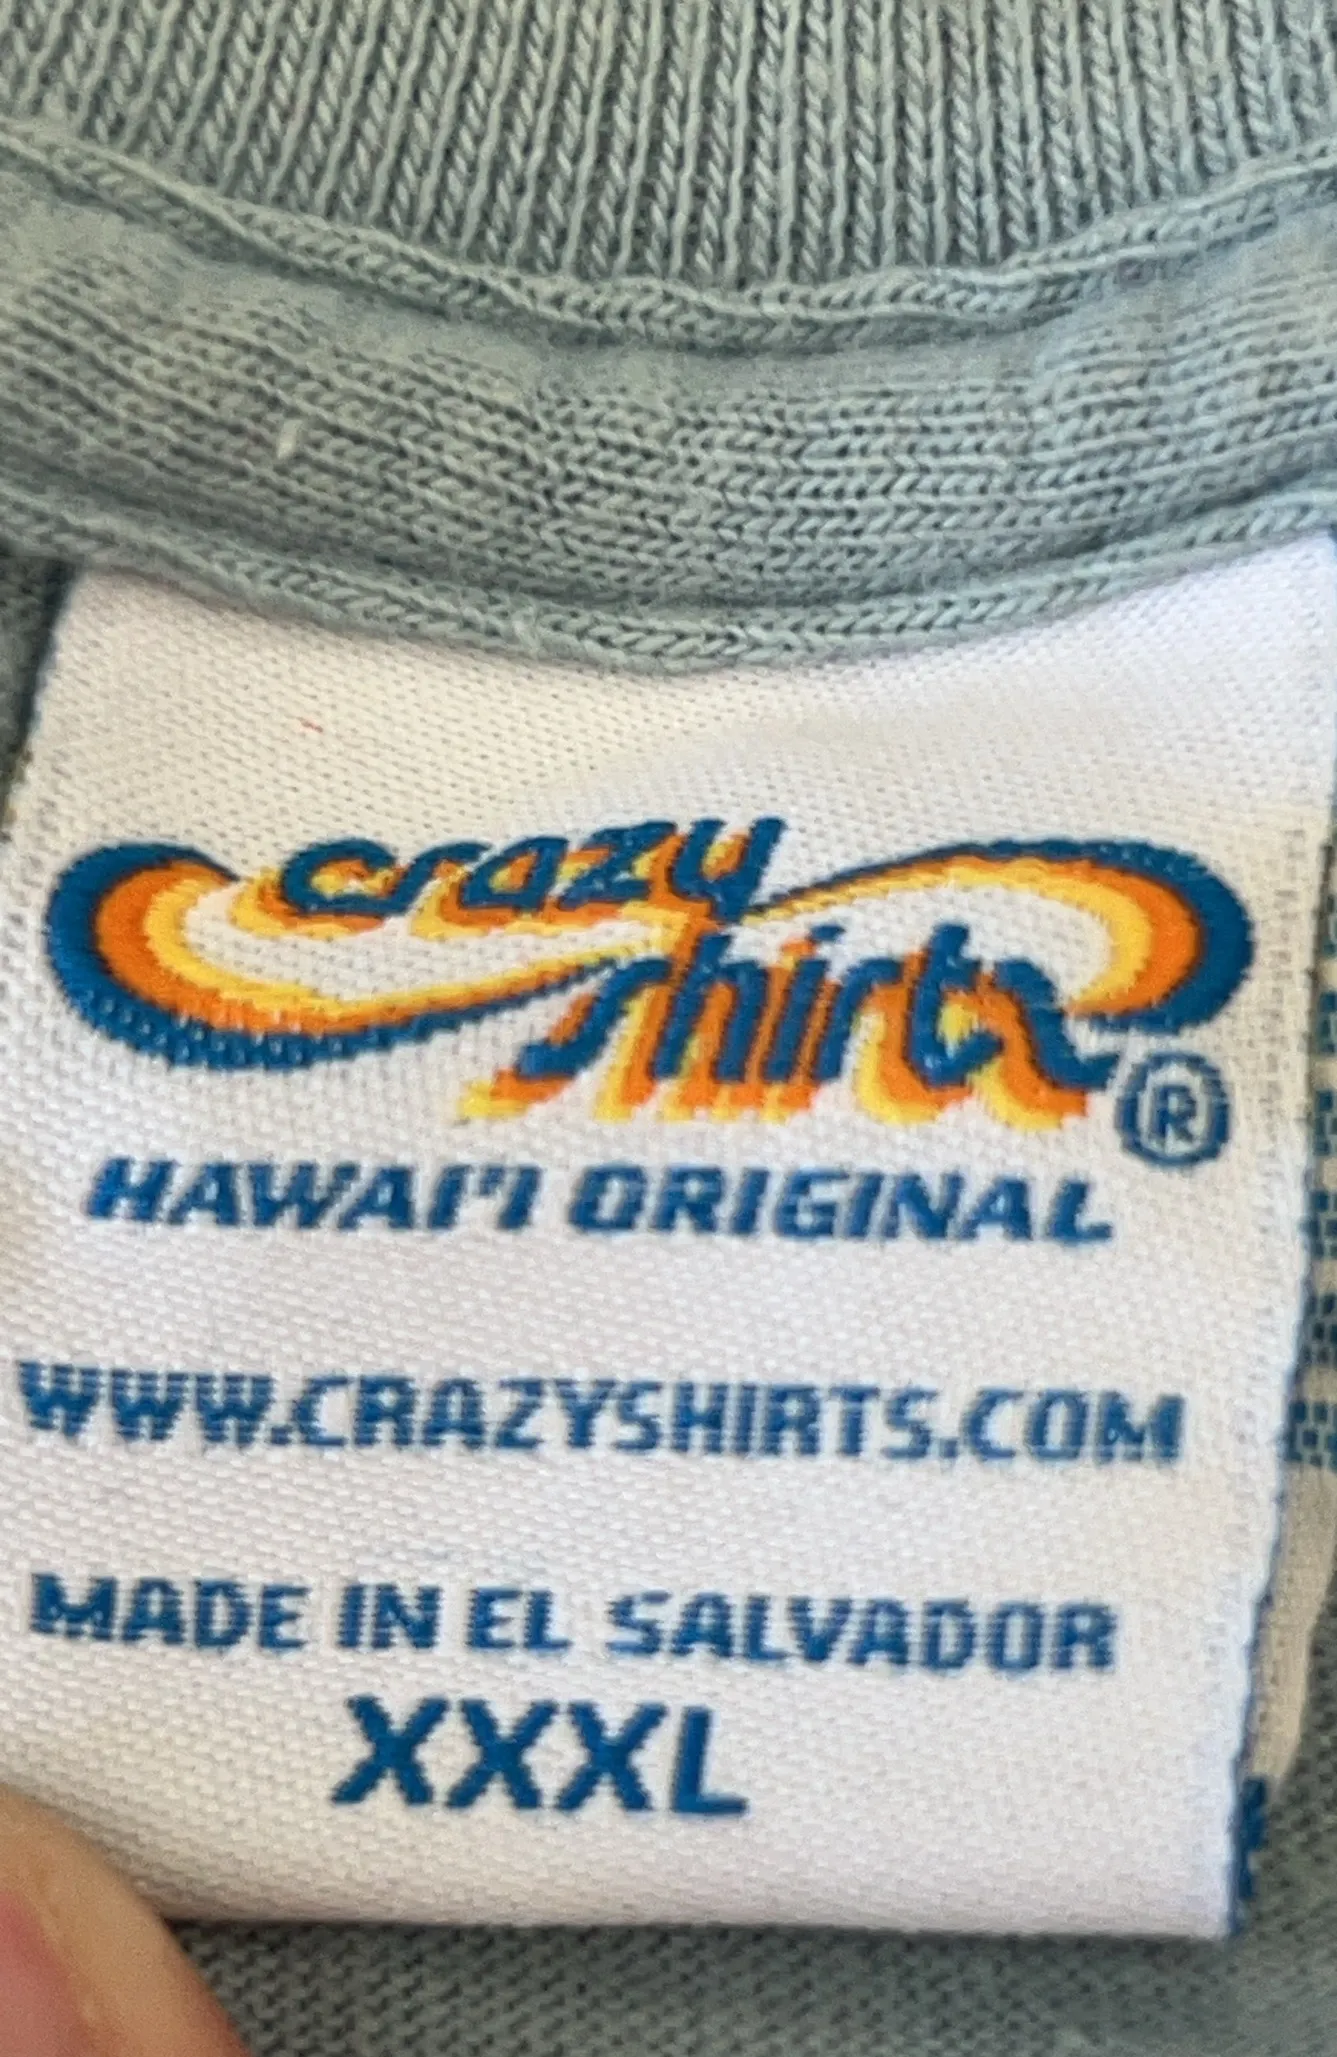 crazy
shirts®
HAWAI'I ORIGINAL
WWW.CRAZYSHIRTS.COM
MADE IN EL SALVADOR
XXXL